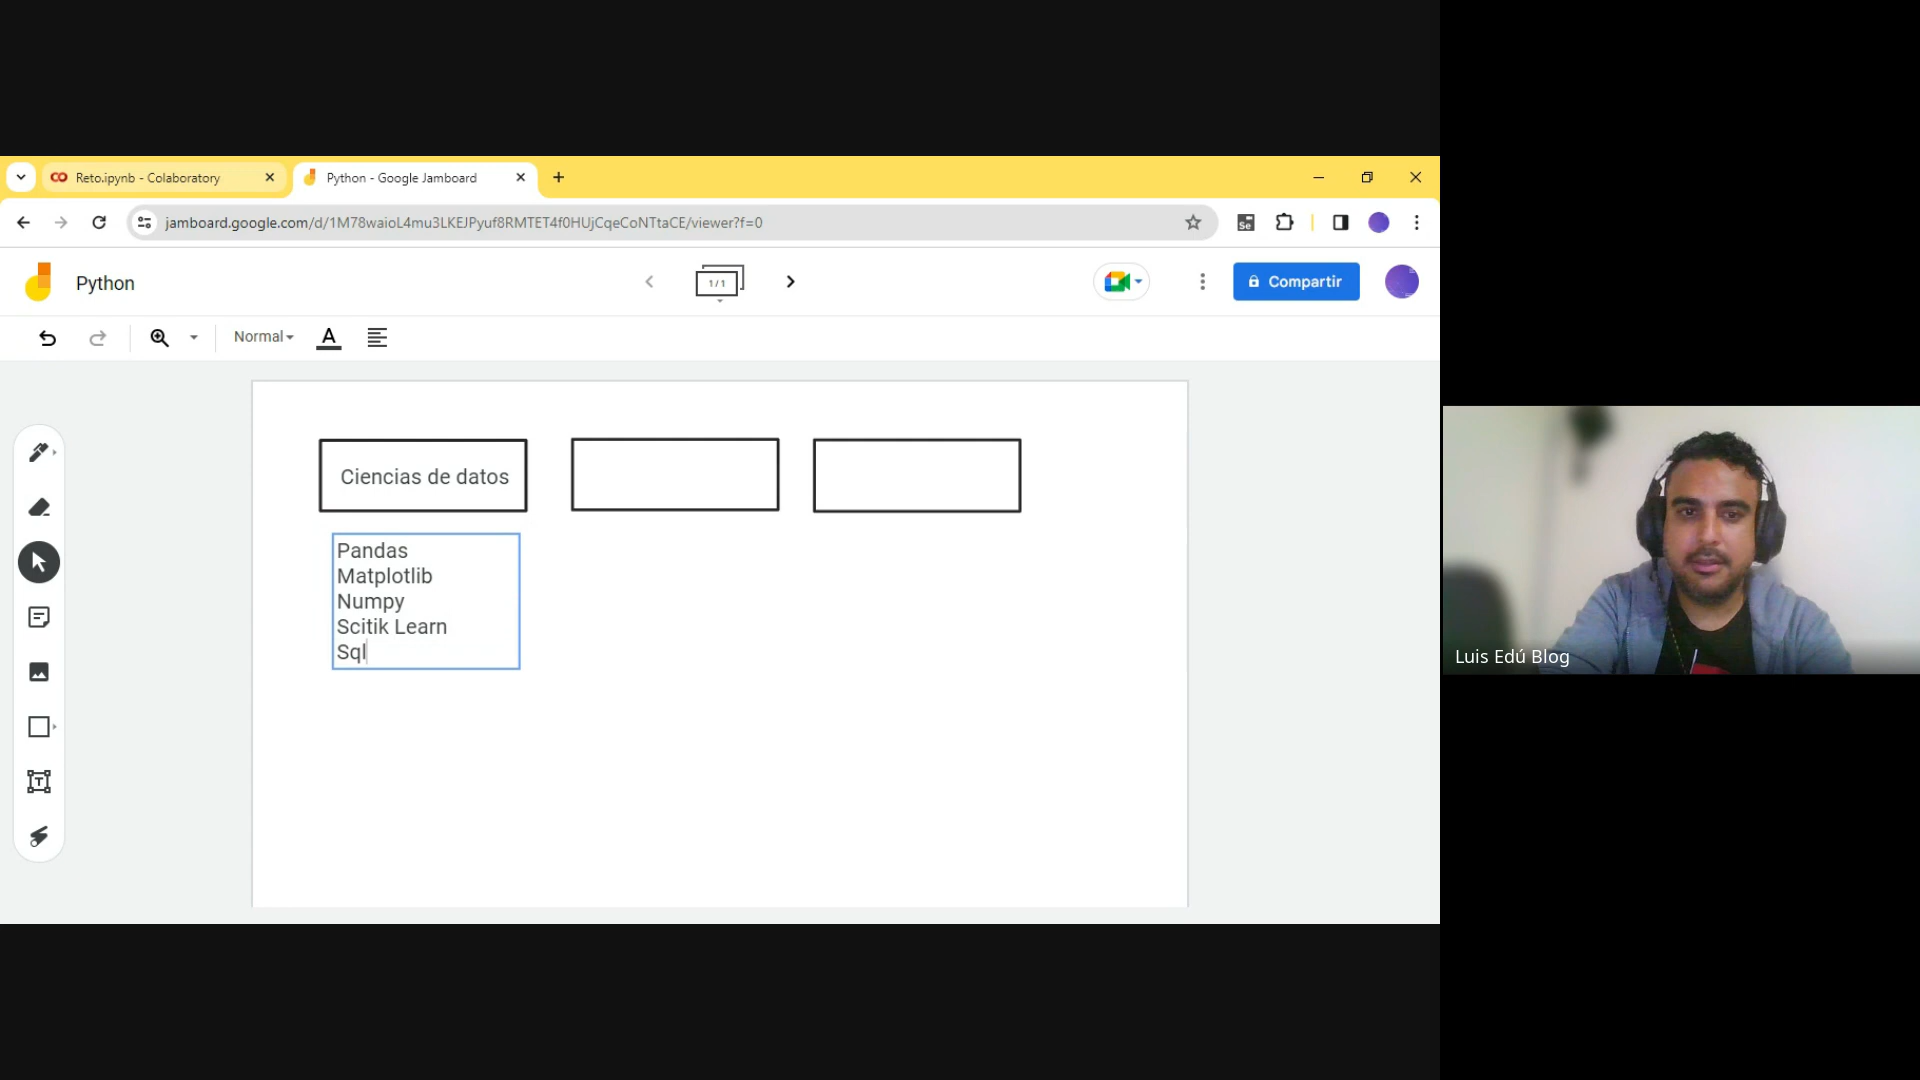 Reto.ipynb - Colaboratory
Python - Google Jamboard
jamboard.google.com/d/1M78waioL4mu3LKEJPyuf8RMTET4f0HUjCqeCoNTtaCE/viewer?f=0
Se
Python
1/1
Compartir
Normal
A
Ciencias de datos
Pandas
Matplotlib
Numpy
Scitik Learn
Sql
T
Luis Edú Blog